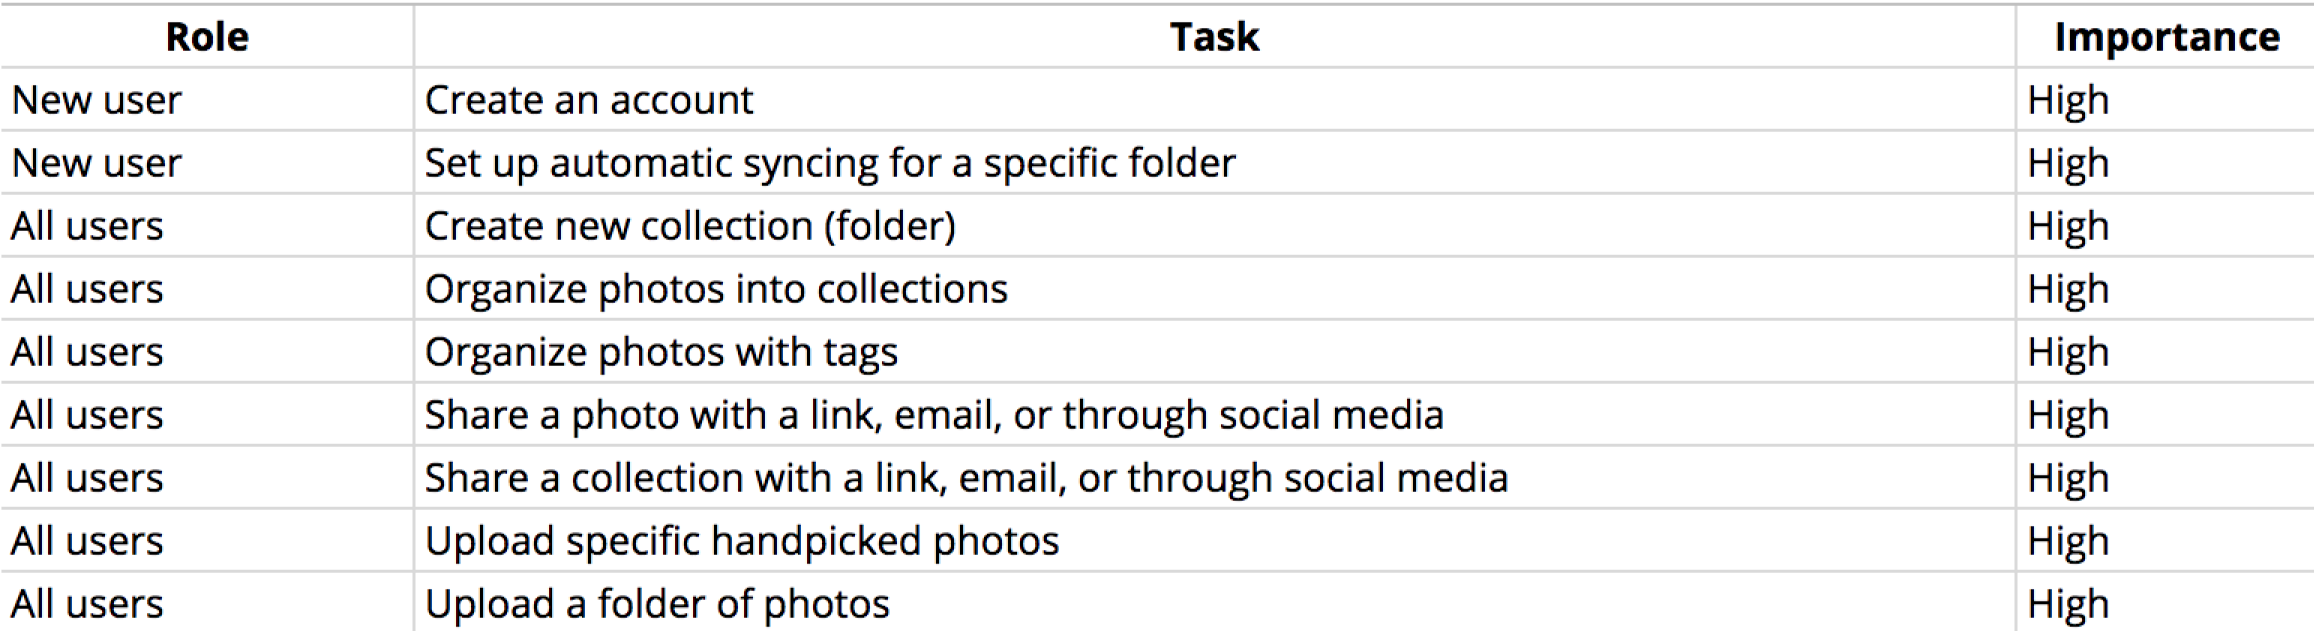 Role Task Importance
New user Create an account High
New user Set up automatic syncing for a specific folder High
All users Create new collection (folder) High
All users Organize photos into collections High
All users Organize photos with tags High
All users Share a photo with a link, email, or through social media High
All users Share a collection with a link, email, or through social media High
All users Upload specific handpicked photos High
All users Upload a folder of photos High